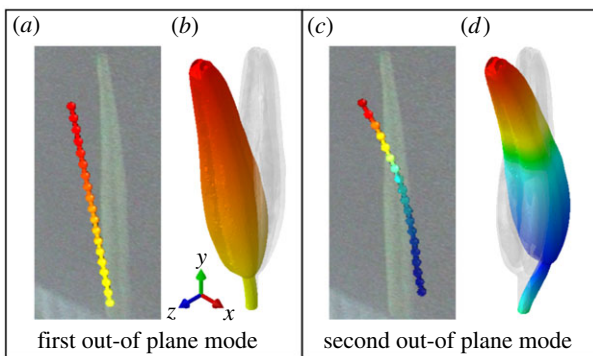 (a)
(b)
(c)
(d)
y
z
x
first out-of plane mode
second out-of plane mode